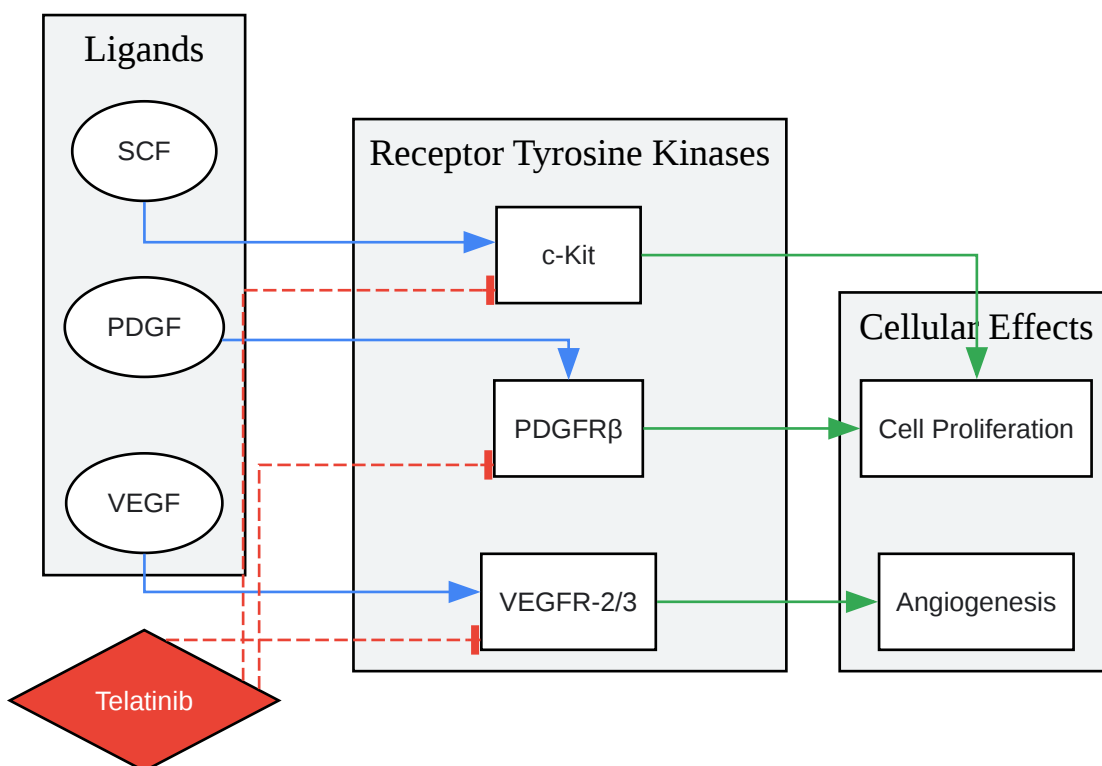 Ligands
SCF
PDGF
VEGF
Telatinib
Receptor Tyrosine Kinases
c-Kit
PDGFRβ
VEGFR-2/3
Cellular Effects
Cell Proliferation
Angiogenesis